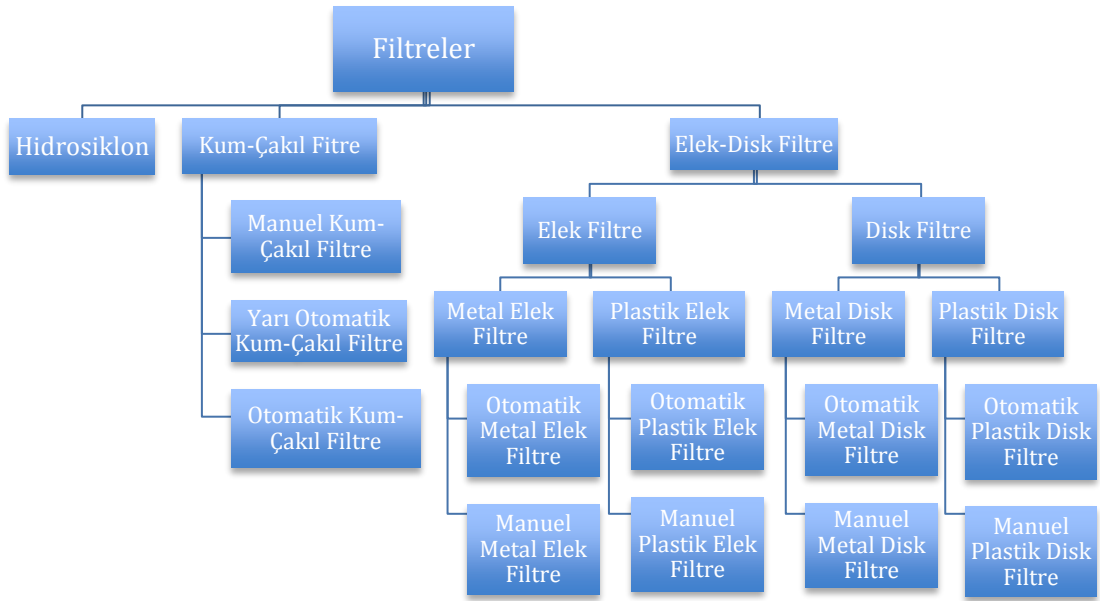 Filtreler
Hidrosiklon
Kum-Çakıl Fitre
Elek-Disk Filtre
Manuel Kum-
Çakıl Filtre
Yarı Otomatik
Kum-Çakıl Filtre
Otomatik Kum-
Çakıl Filtre
Elek Filtre
Disk Filtre
Metal Elek
Filtre
Plastik Elek
Filtre
Metal Disk
Filtre
Plastik Disk
Filtre
Otomatik
Metal Elek
Filtre
Manuel
Metal Elek
Filtre
Otomatik
Plastik Elek
Filtre
Manuel
Plastik Elek
Filtre
Otomatik
Metal Disk
Filtre
Manuel
Metal Disk
Filtre
Otomatik
Plastik Disk
Filtre
Manuel
Plastik Disk
Filtre